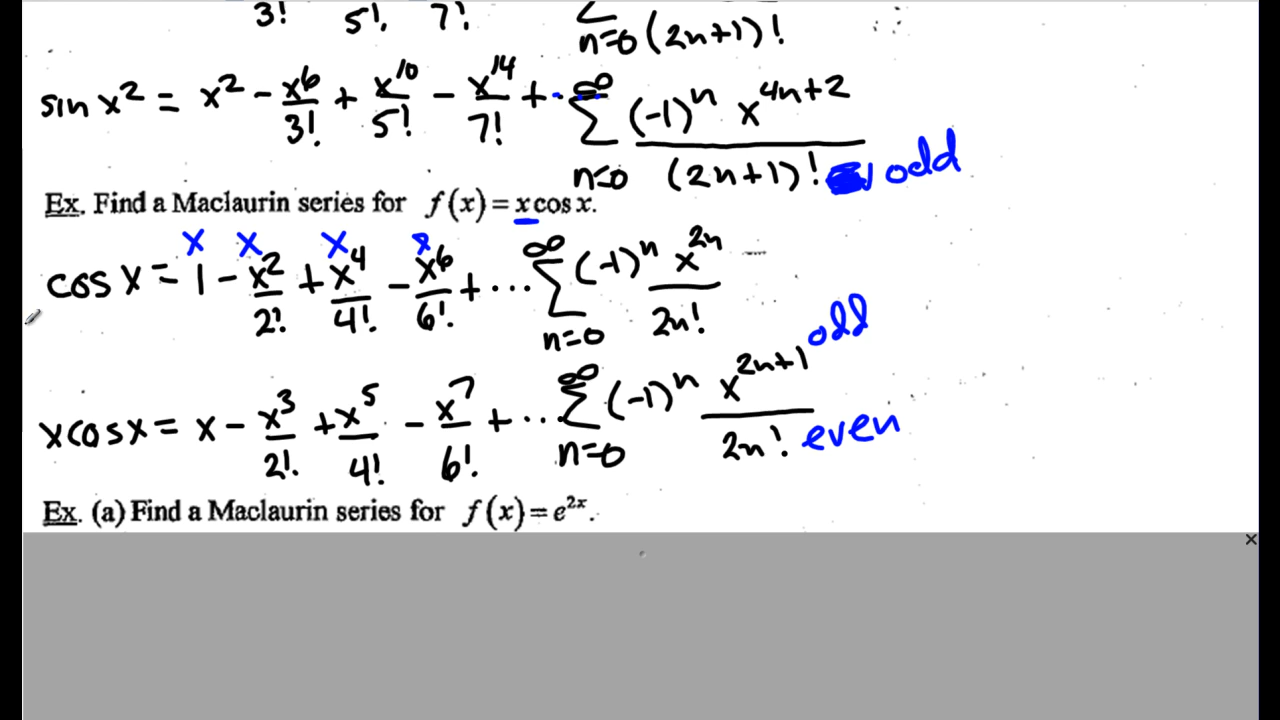 3! 5! 7! Σ n=0 (2n+1)!
sin x² = x² - x⁶/3! + x¹⁰/5! - x¹⁴/7! + ··· ∞ Σ n=0 (-1)ⁿ x⁴ⁿ⁺² / (2n+1)! odd
Ex. Find a Maclaurin series for f(x) = x cos x.
x x x x
cos x = 1 - x²/2! + x⁴/4! - x⁶/6! + ··· ∞ Σ n=0 (-1)ⁿ x²ⁿ / 2n!
x cos x = x - x³/2! + x⁵/4! - x⁷/6! + ··· ∞ Σ n=0 (-1)ⁿ x²ⁿ⁺¹ odd / 2n! even
Ex. (a) Find a Maclaurin series for f(x) = e²ˣ.